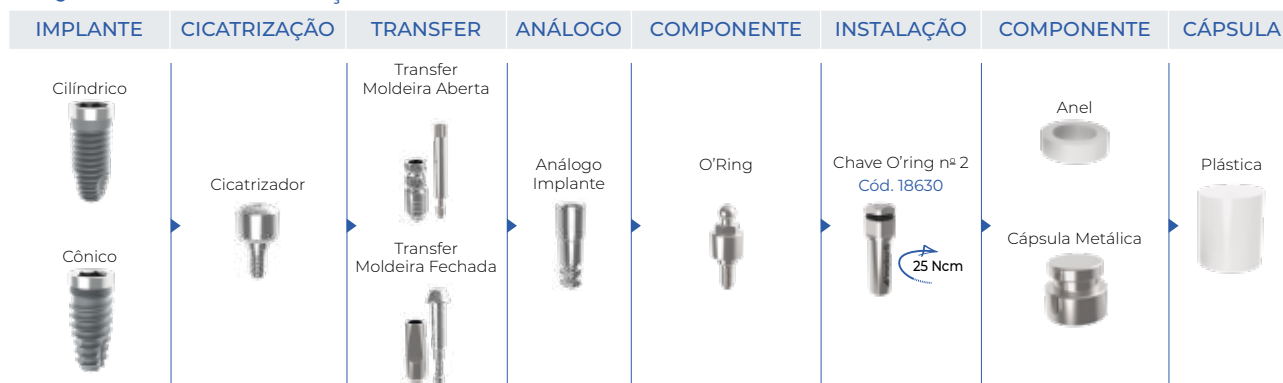 IMPLANTE
CICATRIZAÇÃO
TRANSFER
ANÁLOGO
COMPONENTE
INSTALAÇÃO
COMPONENTE
CÁPSULA
Cilíndrico
Cônico
Cicatrizador
Transfer
Moldeira Aberta
Transfer
Moldeira Fechada
Análogo
Implante
O’Ring
Chave O’ring nº 2
Cód. 18630
25 Ncm
Anel
Cápsula Metálica
Plástica